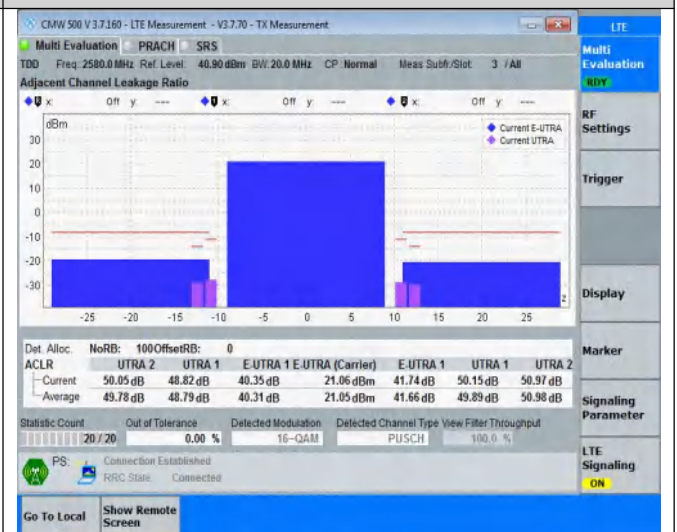 CMW 500 V 3.7.160 - LTE Measurement - V3.7.70 - TX Measurement
LTE
Multi Evaluation PRACH SRS
Multi Evaluation
RDY
TDD Freq.:2580.0 MHz Ref. Level: 40.90 dBm BW:20.0 MHz CP:Normal Meas Subfr./Slot: 3 / All
Adjacent Channel Leakage Ratio
x: Off y: --- x: Off y: --- x: Off y: ---
RF Settings
dBm
Current E-UTRA
Current UTRA
30
20
10
0
-10
-20
-30
Trigger
Display
z
-25 -20 -15 -10 -5 0 5 10 15 20 25
Marker
Det. Alloc. NoRB: 100 OffsetRB: 0
ACLR UTRA 2 UTRA 1 E-UTRA 1 E-UTRA (Carrier) E-UTRA 1 UTRA 1 UTRA 2
Current 50.05 dB 48.82 dB 40.35 dB 21.06 dBm 41.74 dB 50.15 dB 50.97 dB
Average 49.78 dB 48.79 dB 40.31 dB 21.05 dBm 41.66 dB 49.89 dB 50.98 dB
Signaling Parameter
Statistic Count Out of Tolerance Detected Modulation Detected Channel Type View Filter Throughput
20 / 20 0.00 % 16-QAM PUSCH 100.0 %
PS: Connection Established
RRC State Connected
LTE Signaling
ON
Go To Local
Show Remote Screen